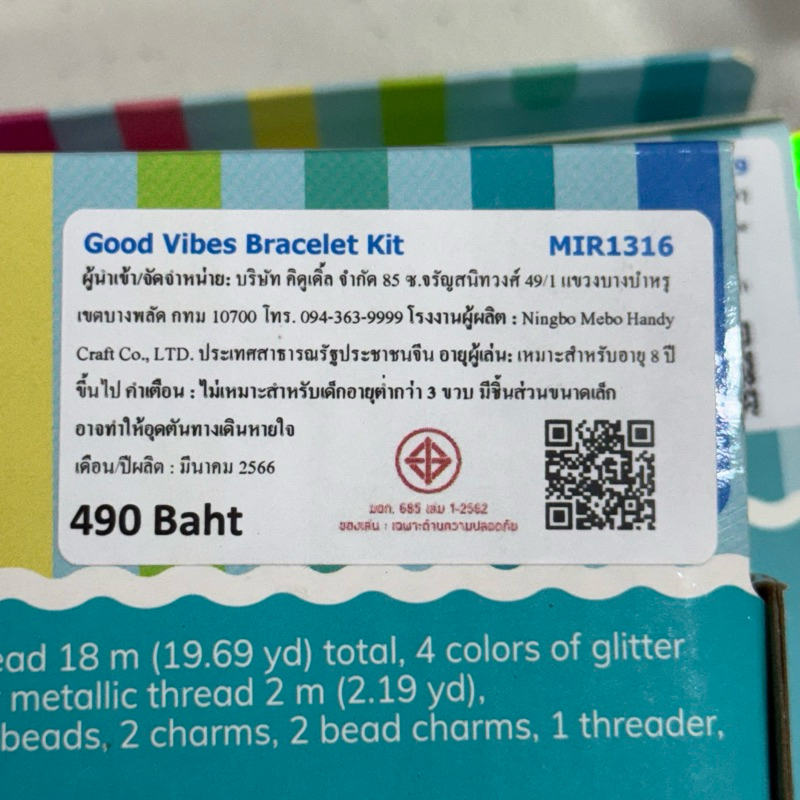 Good Vibes Bracelet Kit MIR1316
ผู้นำเข้า/จัดจำหน่าย: บริษัท คิดูเดิ้ล จำกัด 85 ซ.จรัญสนิทวงศ์ 49/1 แขวงบางบำหรุ
เขตบางพลัด กทม 10700 โทร. 094-363-9999 โรงงานผู้ผลิต : Ningbo Mebo Handy
Craft Co., LTD. ประเทศสาธารณรัฐประชาชนจีน อายุผู้เล่น: เหมาะสำหรับอายุ 8 ปี
ขึ้นไป คำเตือน : ไม่เหมาะสำหรับเด็กอายุต่ำกว่า 3 ขวบ มีชิ้นส่วนขนาดเล็ก
อาจทำให้อุดตันทางเดินหายใจ
เดือน/ปีผลิต : มีนาคม 2566
490 Baht
มอก. 685 เล่ม 1-2562
ของเล่น : เฉพาะด้านความปลอดภัย
ead 18 m (19.69 yd) total, 4 colors of glitter
metallic thread 2 m (2.19 yd),
beads, 2 charms, 2 bead charms, 1 threader,